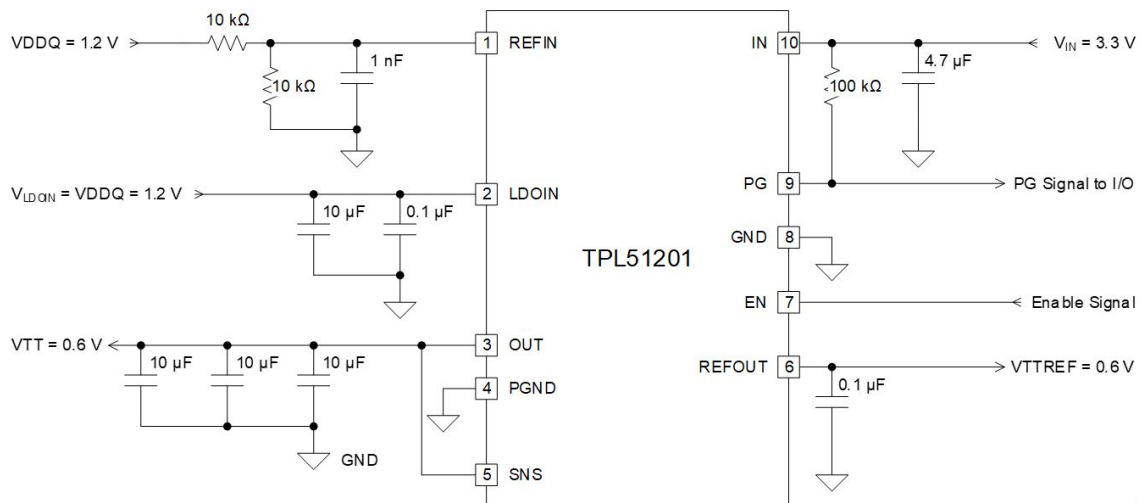 10 kΩ
VDDQ = 1.2 V
1 REFIN
IN 10
VIN = 3.3 V
10 kΩ
1 nF
100 kΩ
4.7 µF
VLDOIN = VDDQ = 1.2 V
2 LDOIN
PG 9
PG Signal to I/O
10 µF
0.1 µF
GND 8
TPL51201
EN 7
Enable Signal
VTT = 0.6 V
3 OUT
10 µF
10 µF
10 µF
REFOUT 6
VTTREF = 0.6 V
4 PGND
0.1 µF
GND
5 SNS